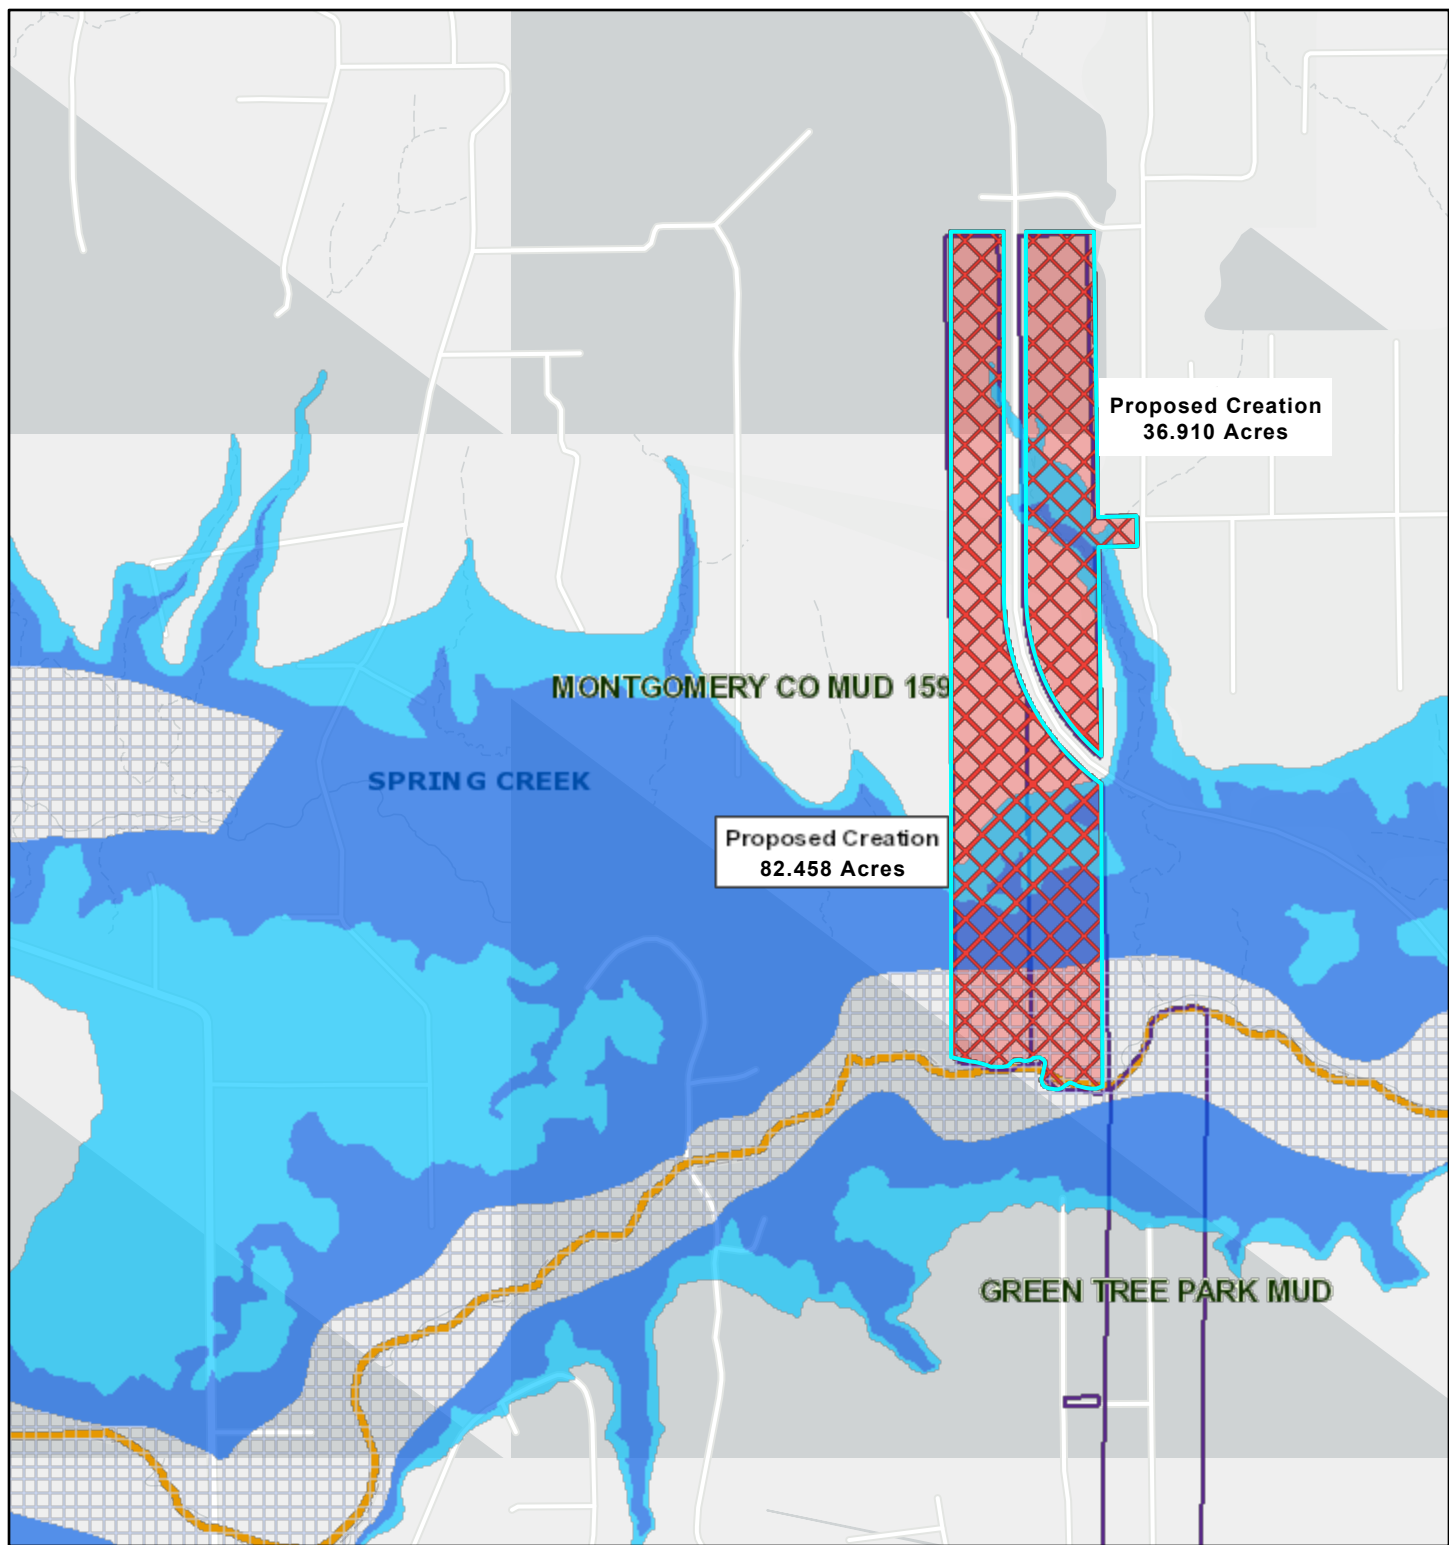 Proposed Creation
36.910 Acres
MONTGOMERY CO MUD 159
SPRING CREEK
Proposed Creation
82.458 Acres
GREEN TREE PARK MUD